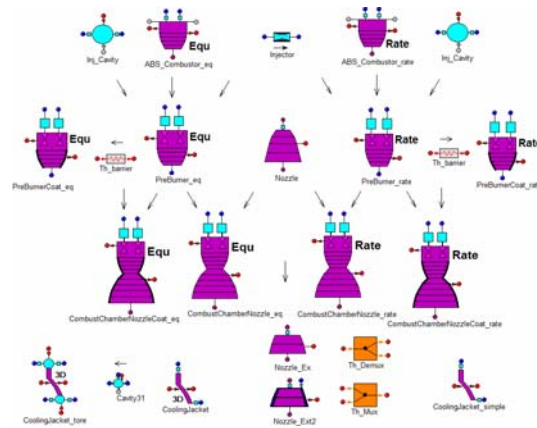 Inj_Cavity
Equ
ABS_Combustor_eq
Injector
Rate
ABS_Combustor_rate
Inj_Cavity
Equ
PreBurnerCoat_eq
Th_barrier
Equ
PreBurner_eq
Nozzle
Rate
PreBurner_rate
Th_barrier
Rate
PreBurnerCoat_rate
Equ
CombustChamberNozzleCoat_eq
Equ
CombustChamberNozzle_eq
Rate
CombustChamberNozzle_rate
Rate
CombustChamberNozzleCoat_rate
3D
CoolingJacket_tore
Cavity31
3D
CoolingJacket
Nozzle_Ex
Th_Demux
Nozzle_Ext2
Th_Mux
CoolingJacket_simple